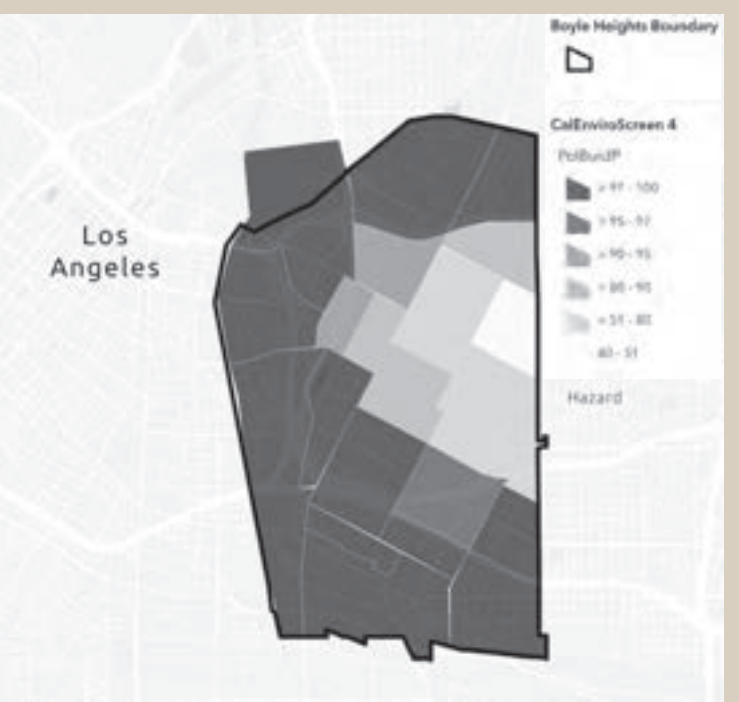 Boyle Heights Boundary
CalEnviroScreen 4
PolBurdP
> 97 - 100
> 95 - 97
> 90 - 95
> 80 - 90
> 51 - 80
40 - 51
Los
Angeles
Hazard